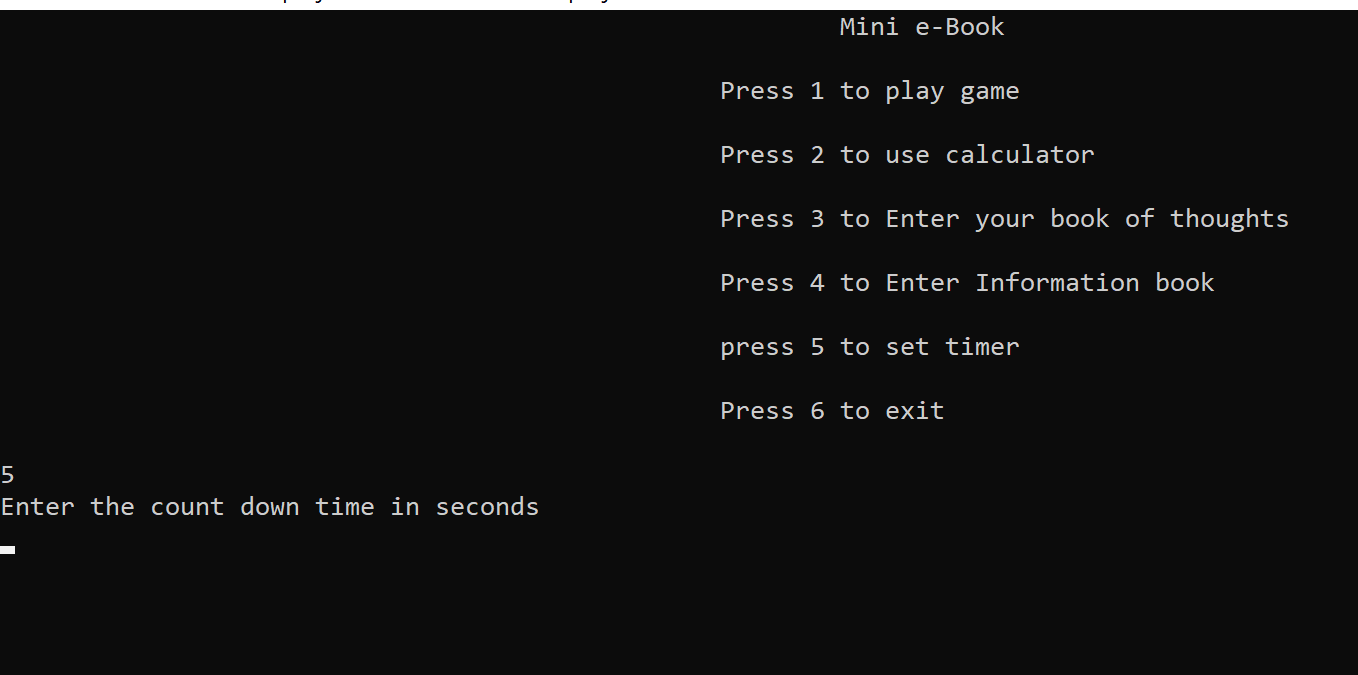 Mini e-Book
Press 1 to play game
Press 2 to use calculator
Press 3 to Enter your book of thoughts
Press 4 to Enter Information book
press 5 to set timer
Press 6 to exit
5
Enter the count down time in seconds